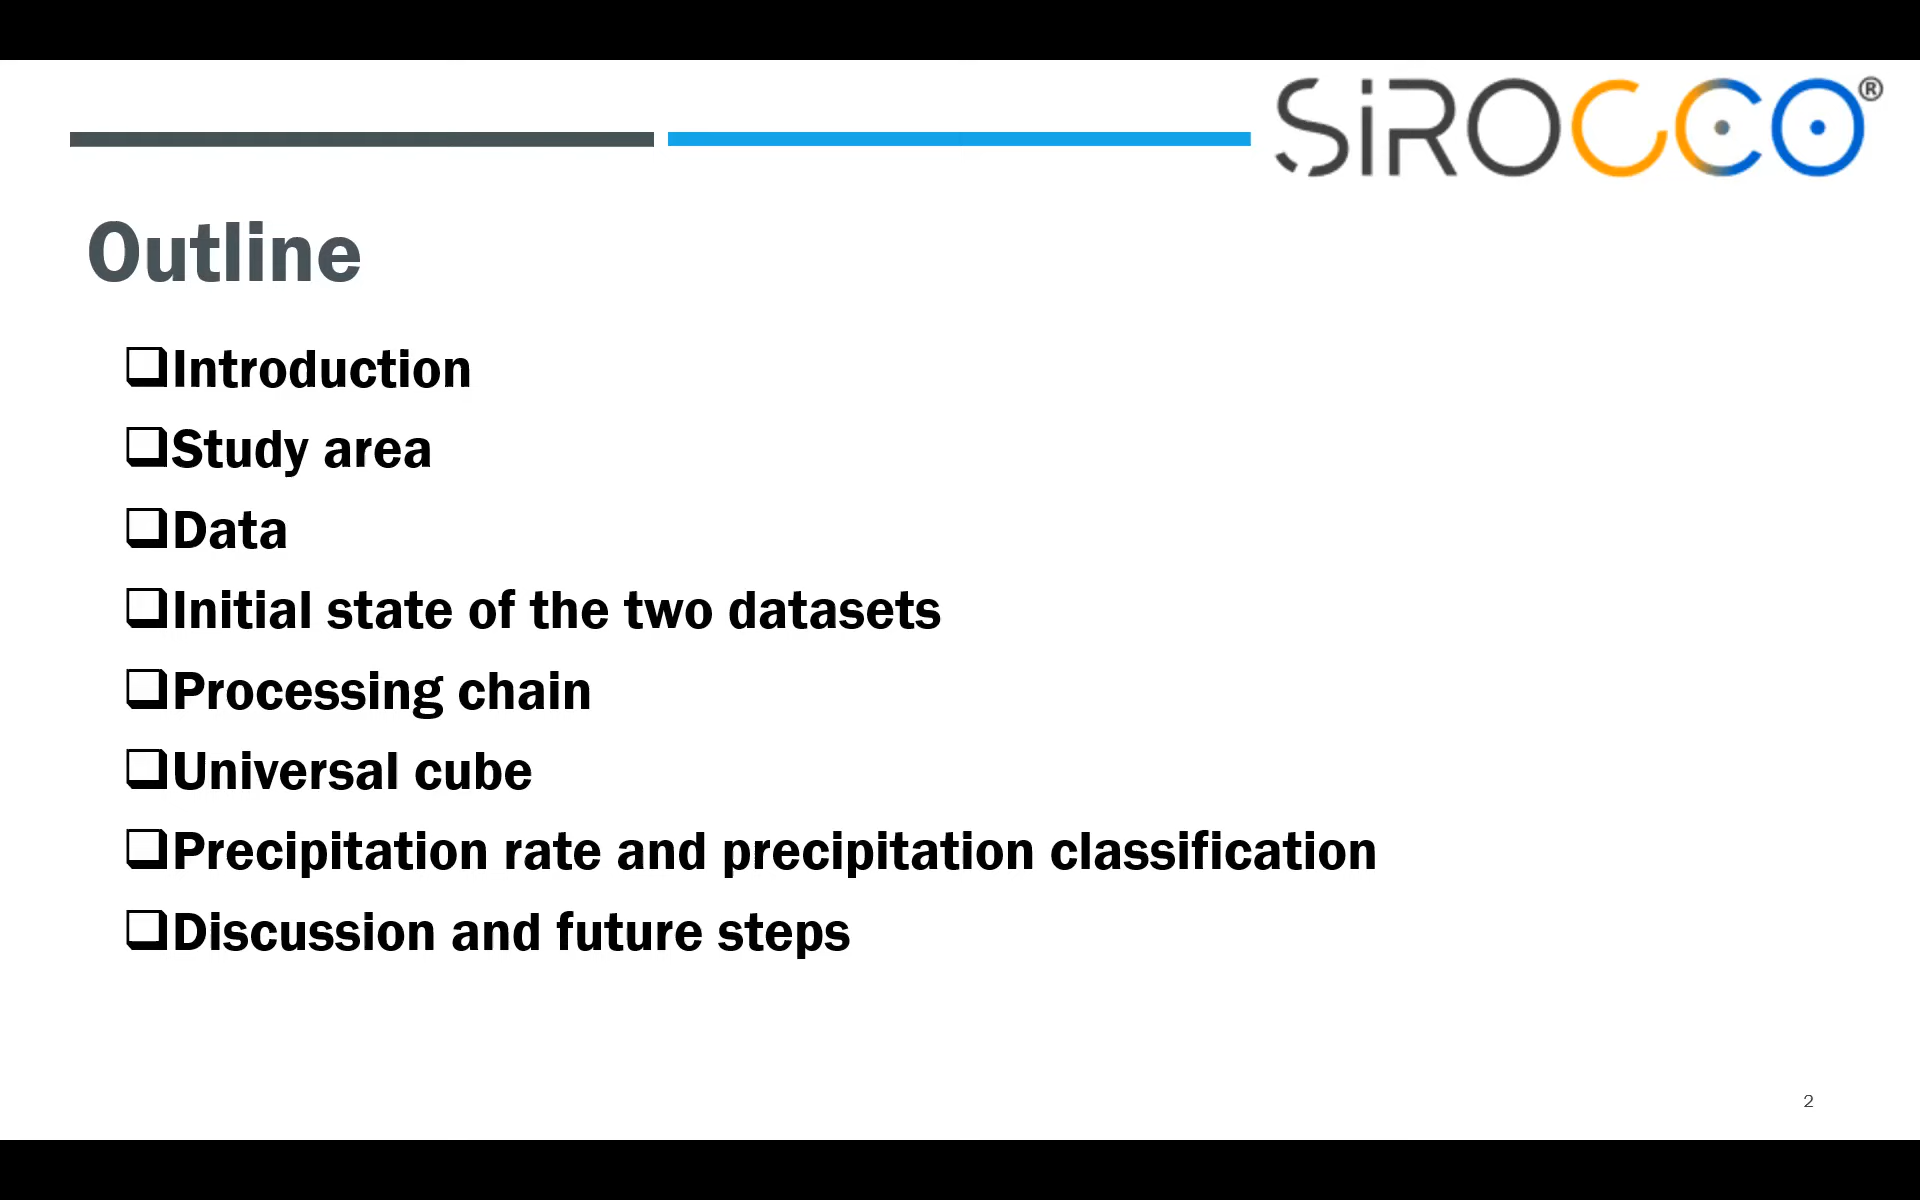 SiROCCO®
Outline
❑Introduction
❑Study area
❑Data
❑Initial state of the two datasets
❑Processing chain
❑Universal cube
❑Precipitation rate and precipitation classification
❑Discussion and future steps
2